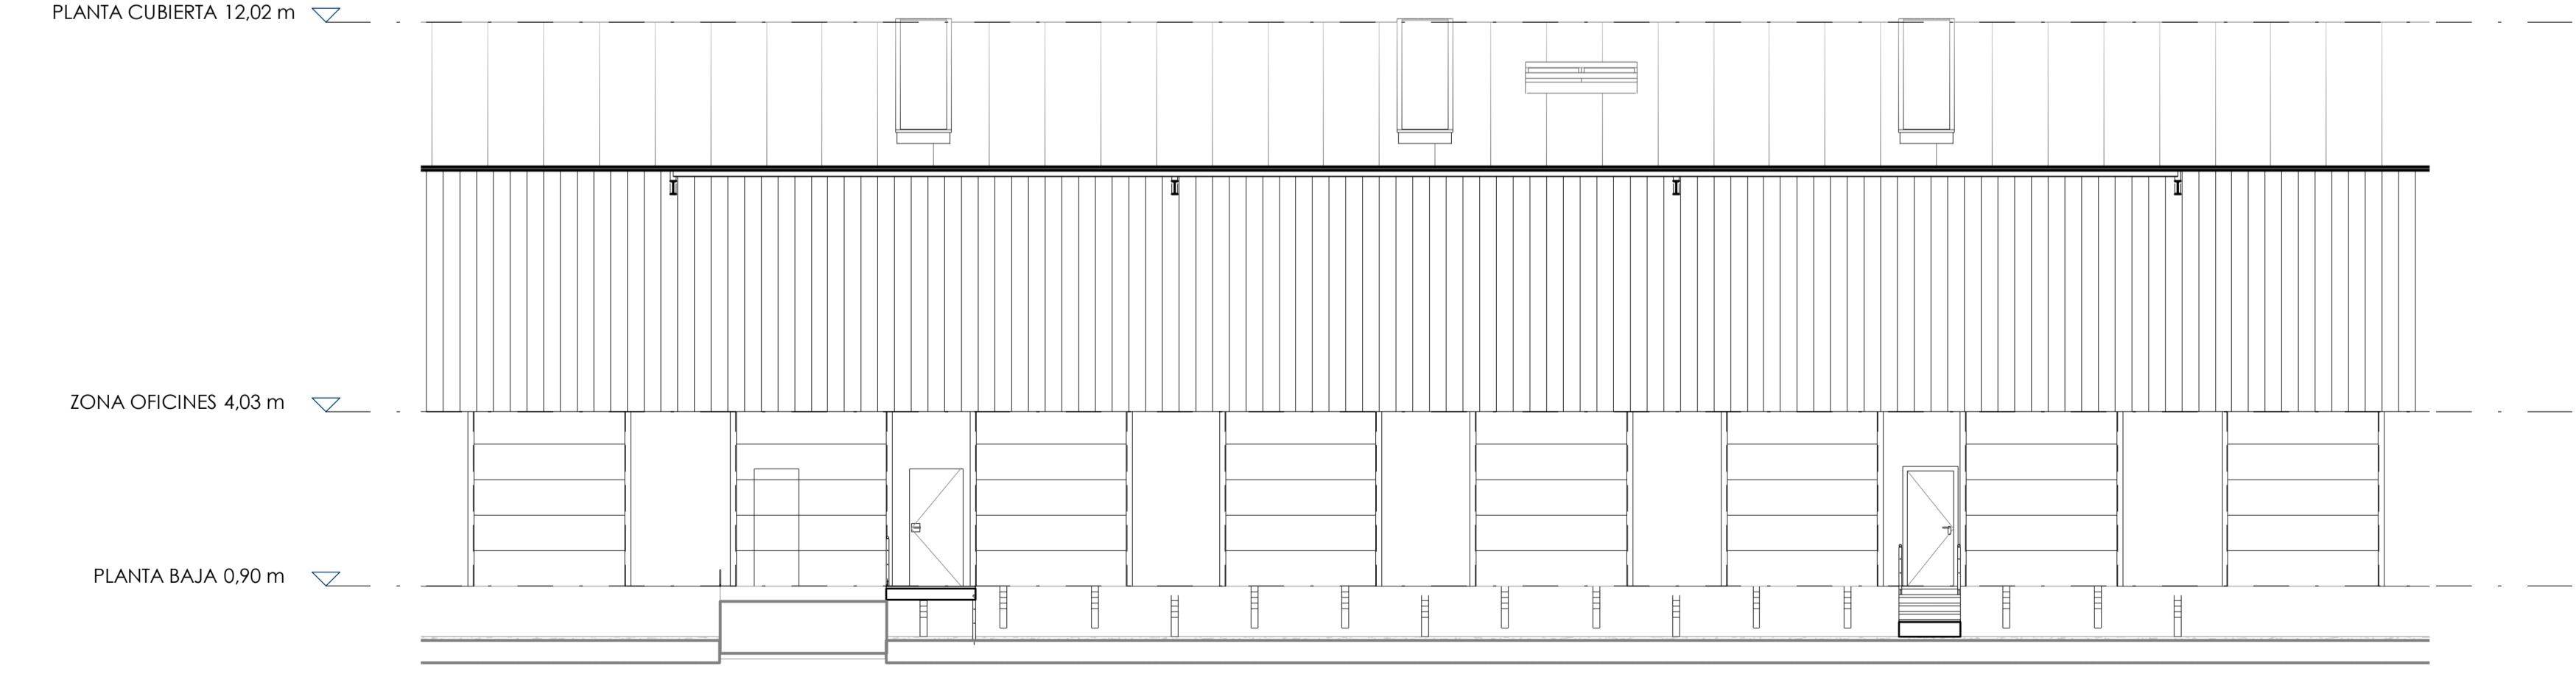 PLANTA CUBIERTA 12,02 m
ZONA OFICINES 4,03 m
PLANTA BAJA 0,90 m